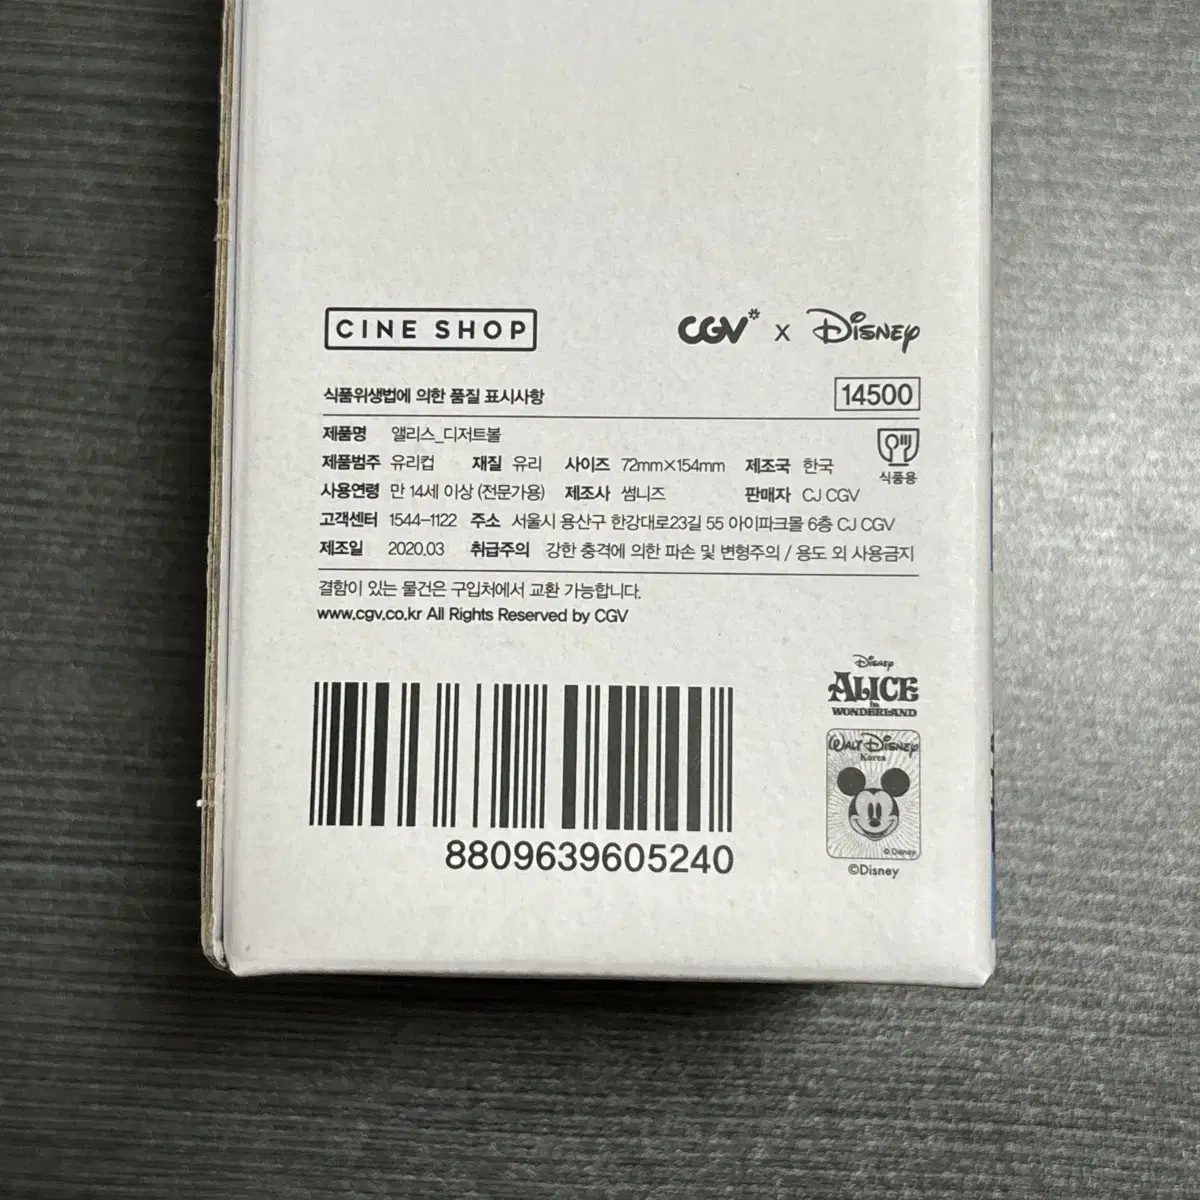 CINE SHOP
CGV* x Disney
식품위생법에 의한 품질 표시사항
14500
제품명 앨리스_디저트볼
제품범주 유리컵 재질 유리 사이즈 72mm×154mm 제조국 한국
식품용
사용연령 만 14세 이상 (전문가용) 제조사 썸니즈 판매자 CJ CGV
고객센터 1544-1122 주소 서울시 용산구 한강대로23길 55 아이파크몰 6층 CJ CGV
제조일 2020.03 취급주의 강한 충격에 의한 파손 및 변형주의 / 용도 외 사용금지
결함이 있는 물건은 구입처에서 교환 가능합니다.
www.cgv.co.kr All Rights Reserved by CGV
Disney
ALICE
in
WONDERLAND
WALT DISNEY
Korea
© Disney
©Disney
8809639605240